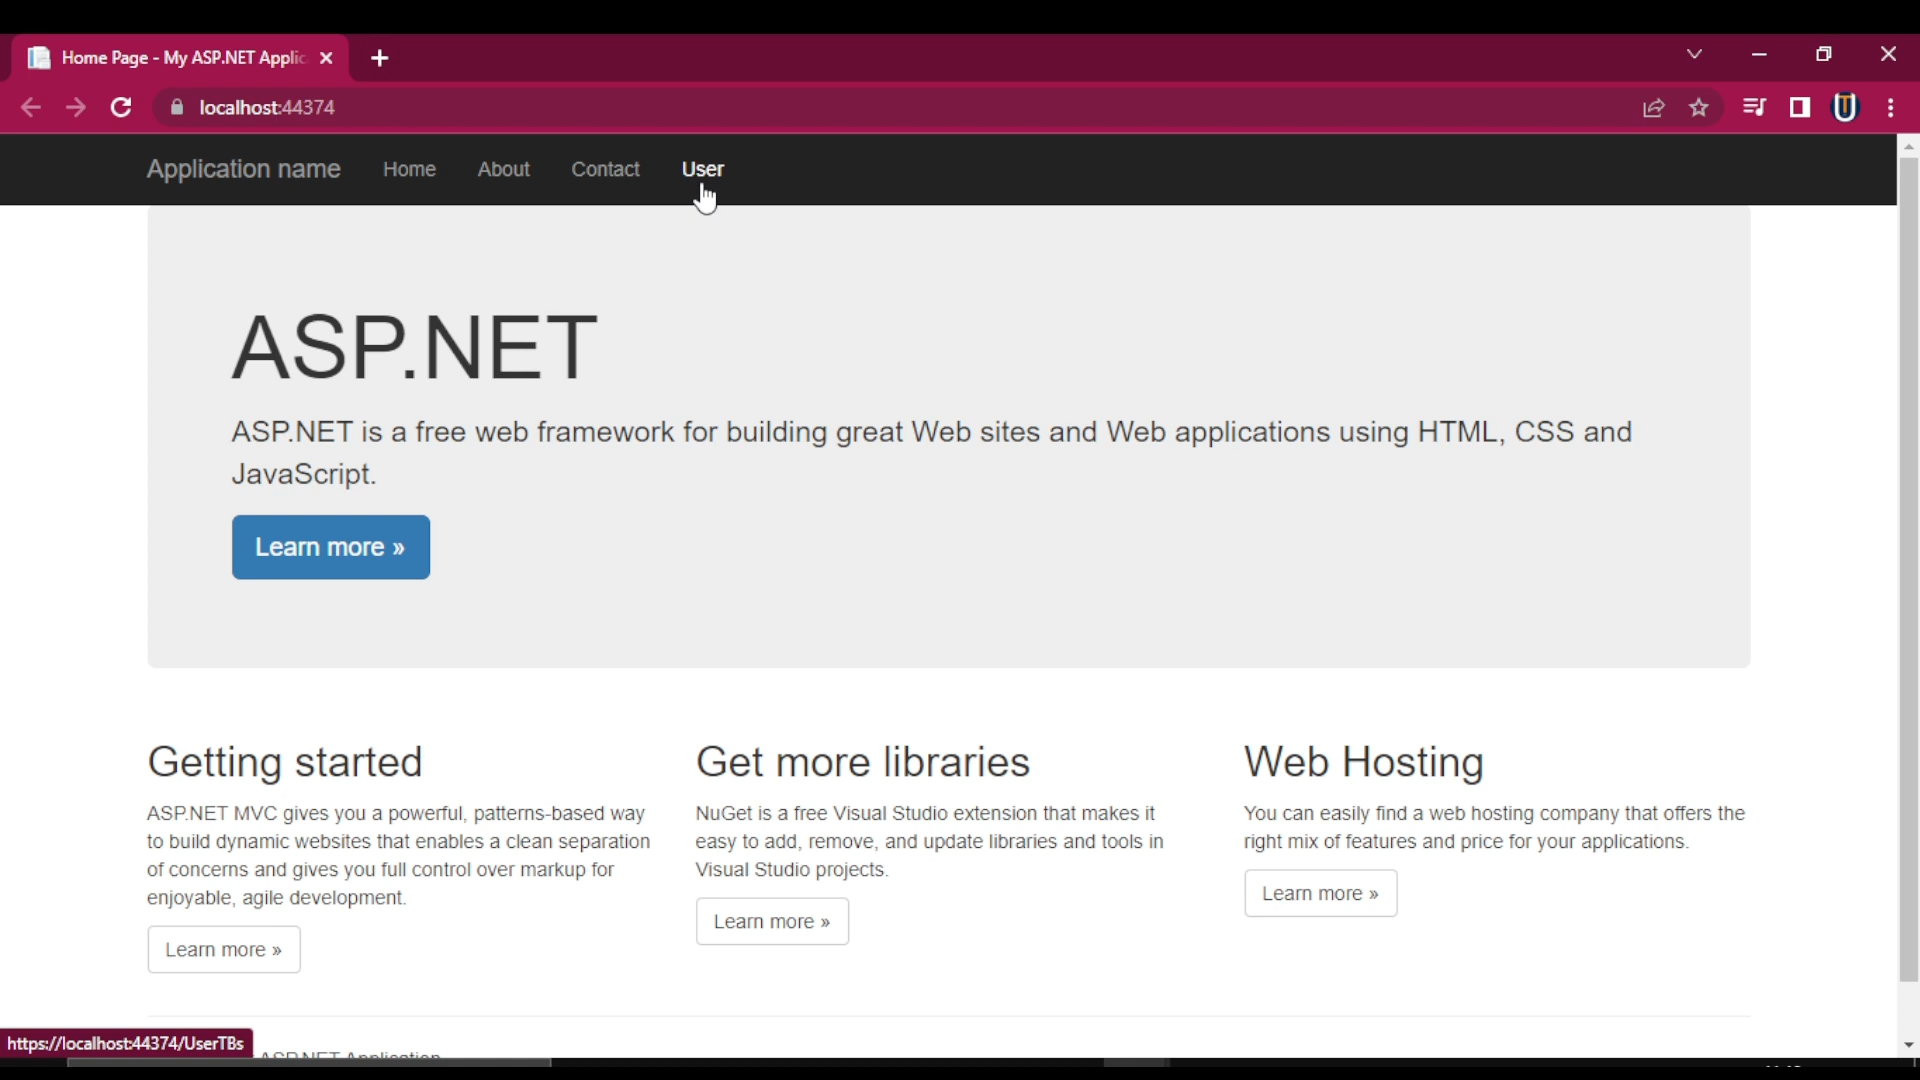 Home Page - My ASP.NET Applic
localhost:44374
Application name Home About Contact User
ASP.NET
ASP.NET is a free web framework for building great Web sites and Web applications using HTML, CSS and
JavaScript.
Learn more »
Getting started
ASP.NET MVC gives you a powerful, patterns-based way
to build dynamic websites that enables a clean separation
of concerns and gives you full control over markup for
enjoyable, agile development.
Learn more »
Get more libraries
NuGet is a free Visual Studio extension that makes it
easy to add, remove, and update libraries and tools in
Visual Studio projects.
Learn more »
Web Hosting
You can easily find a web hosting company that offers the
right mix of features and price for your applications.
Learn more »
https://localhost:44374/UserTBs
ASP.NET Application